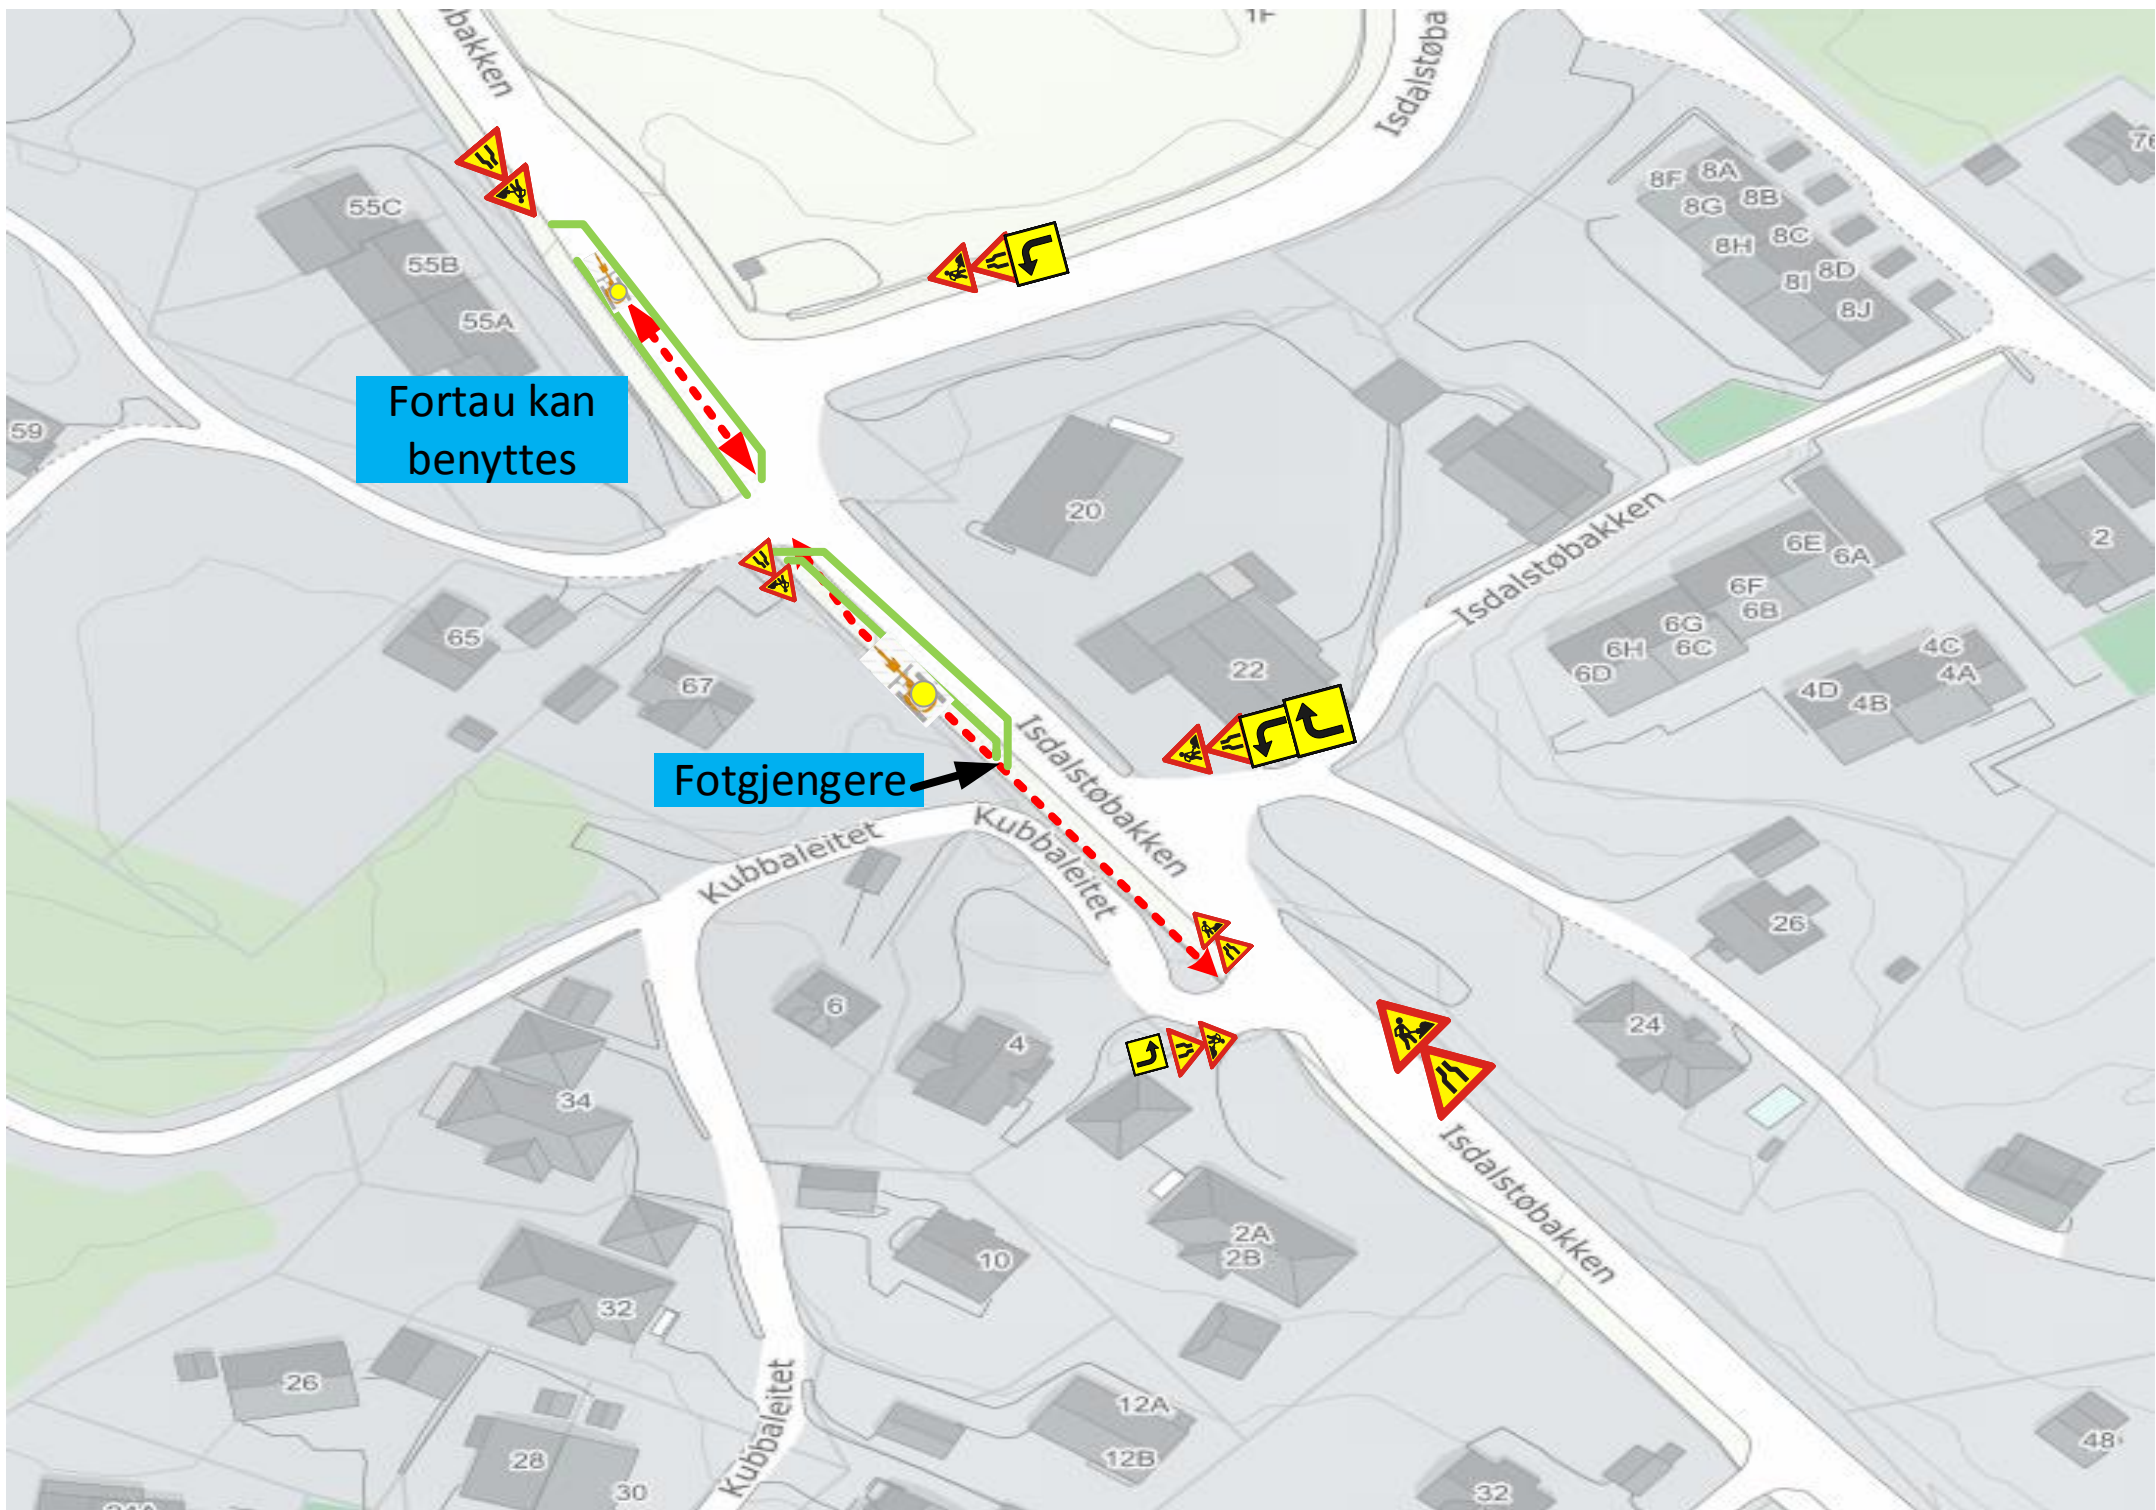 øbakken
1F
Isdalstøba
76
8F
8A
8G
8B
8H
8C
8I
8D
8J
55C
55B
55A
59
Fortau kan
benyttes
20
Isdalstøbakken
6E
6A
2
6F
6B
6G
6H
6C
6D
4C
4A
4D
4B
65
67
22
Isdalstøbakken
Fotgjengere
Kubbaleitet
Kubbaleitet
26
24
6
4
34
Isdalstøbakken
2A
2B
10
32
26
Kubbaleitet
12A
12B
28
30
32
48